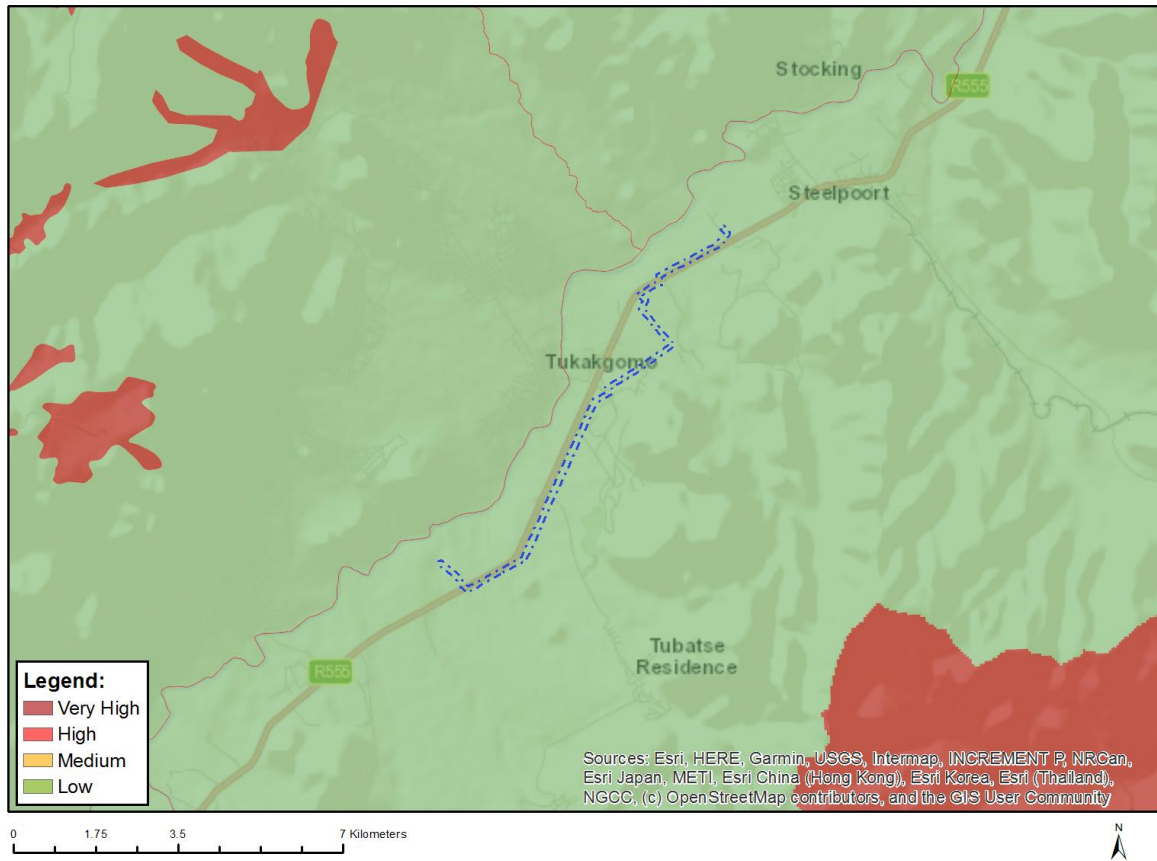 Stocking
R555
Steelpoort
Tukakgomo
Tubatse
Residence
R555
Legend:
Very High
High
Medium
Low
Sources: Esri, HERE, Garmin, USGS, Intermap, INCREMENT P, NRCan,
Esri Japan, METI, Esri China (Hong Kong), Esri Korea, Esri (Thailand),
NGCC, (c) OpenStreetMap contributors, and the GIS User Community
0 1.75 3.5 7 Kilometers
N